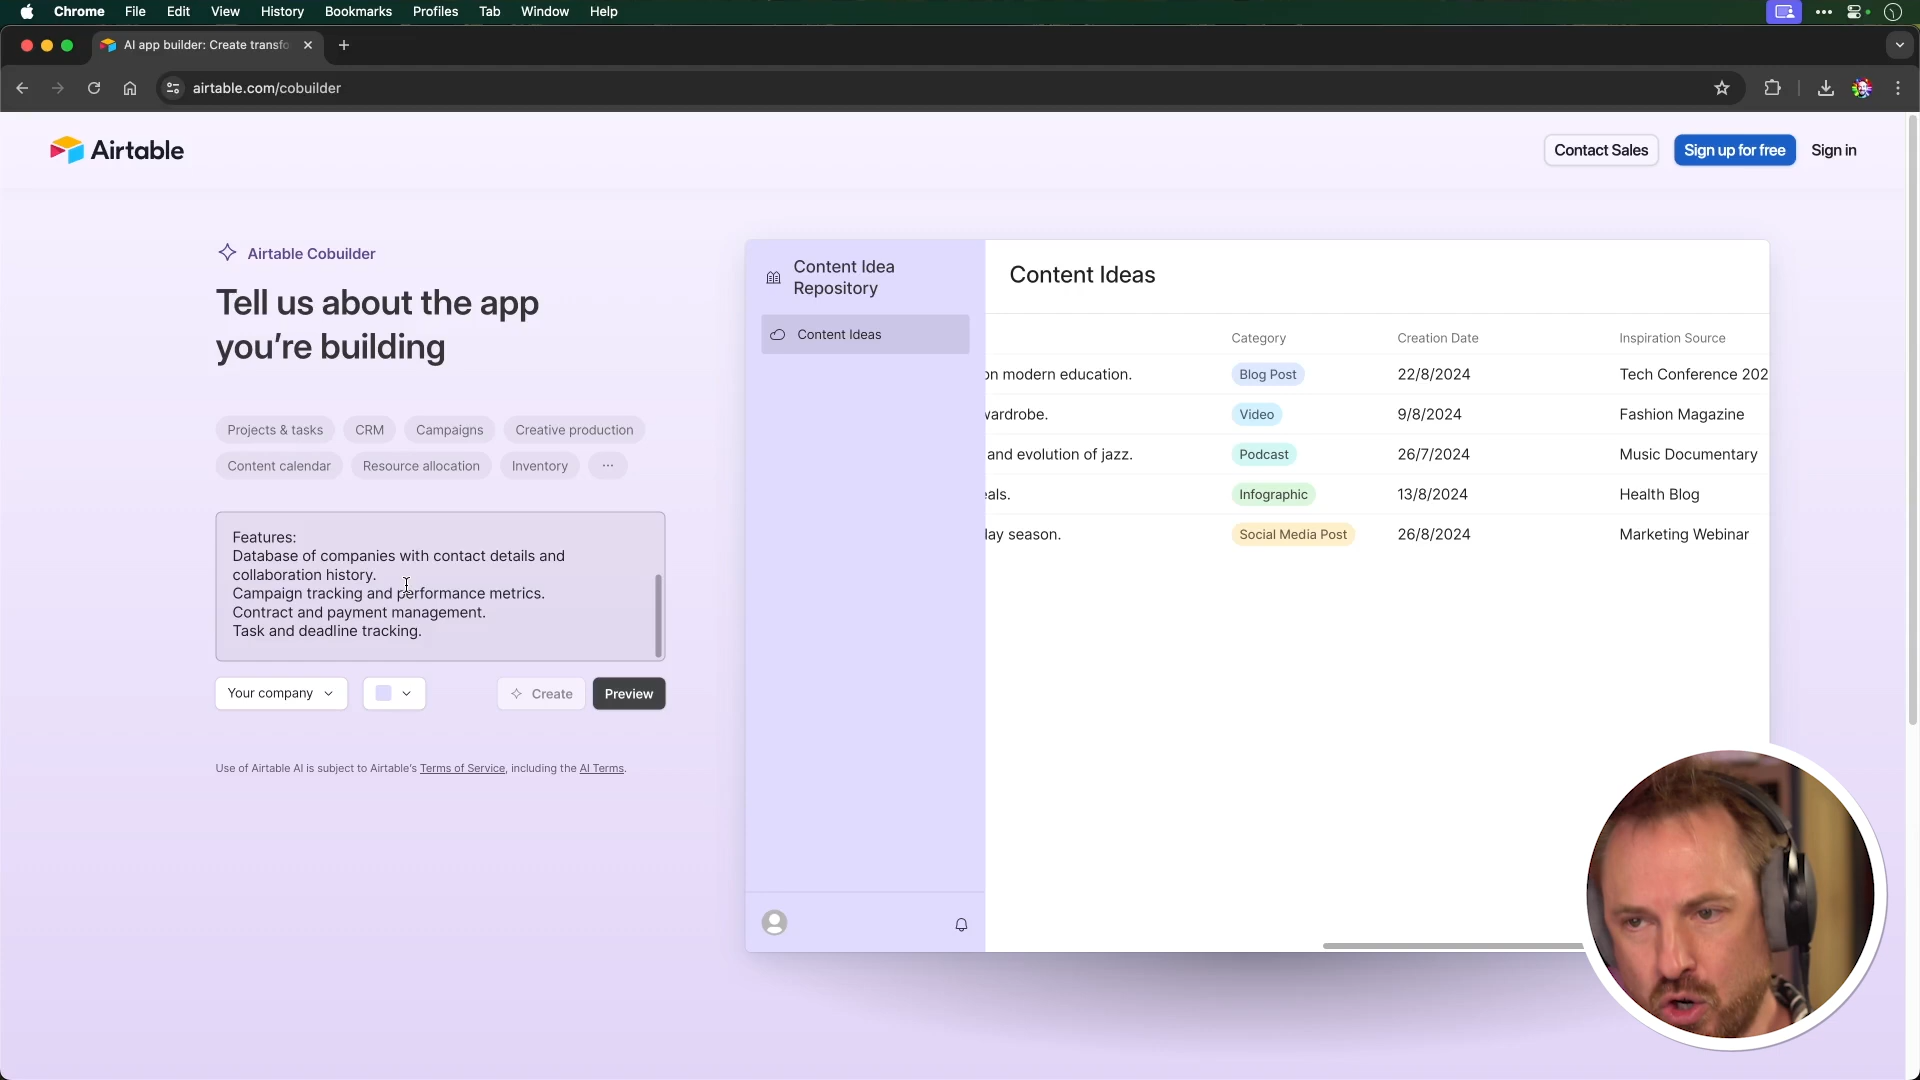 Chrome File Edit View History Bookmarks Profiles Tab Window Help
AI app builder: Create transfo
airtable.com/cobuilder
Airtable
Contact Sales
Sign up for free
Sign in
Airtable Cobuilder
Tell us about the app
you're building
Projects & tasks
CRM
Campaigns
Creative production
Content calendar
Resource allocation
Inventory
...
Features:
Database of companies with contact details and
collaboration history.
Campaign tracking and performance metrics.
Contract and payment management.
Task and deadline tracking.
Your company
Create
Preview
Use of Airtable AI is subject to Airtable's Terms of Service, including the AI Terms.
Content Idea
Repository
Content Ideas
Content Ideas
Category Creation Date Inspiration Source
on modern education. Blog Post 22/8/2024 Tech Conference 202
wardrobe. Video 9/8/2024 Fashion Magazine
and evolution of jazz. Podcast 26/7/2024 Music Documentary
eals. Infographic 13/8/2024 Health Blog
lay season. Social Media Post 26/8/2024 Marketing Webinar